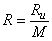 R = R_u / M